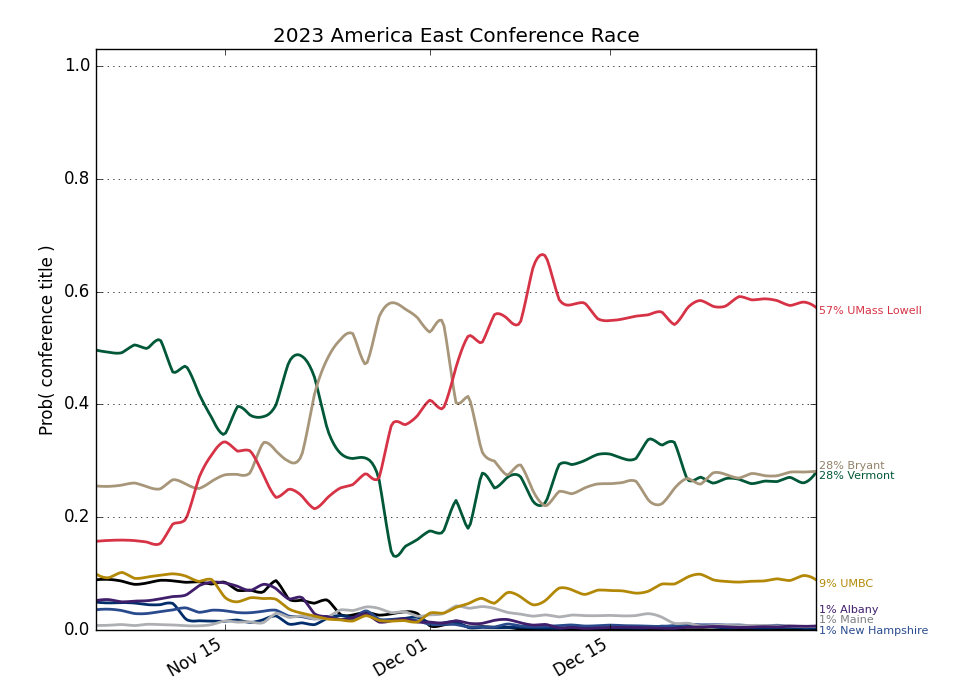 2023 America East Conference Race
1.0
0.8
0.6
0.4
0.2
0.0
Prob( conference title )
57% UMass Lowell
28% Bryant
28% Vermont
9% UMBC
1% Albany
1% Maine
1% New Hampshire
Nov 15
Dec 01
Dec 15